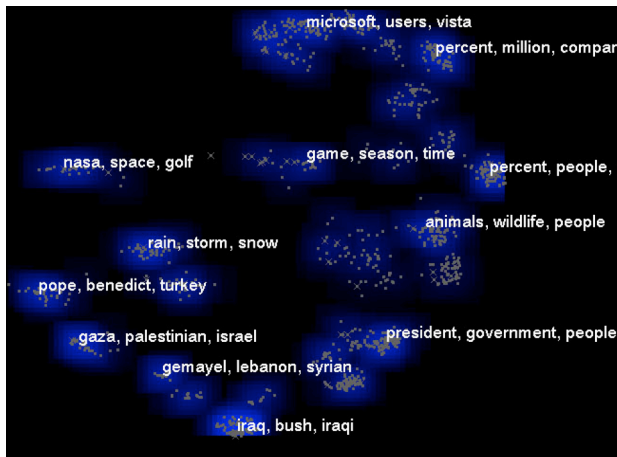 microsoft, users, vista
percent, million, compar
game, season, time
nasa, space, golf
percent, people,
animals, wildlife, people
rain, storm, snow
pope, benedict, turkey
president, government, people
gaza, palestinian, israel
gemayel, lebanon, syrian
iraq, bush, iraqi